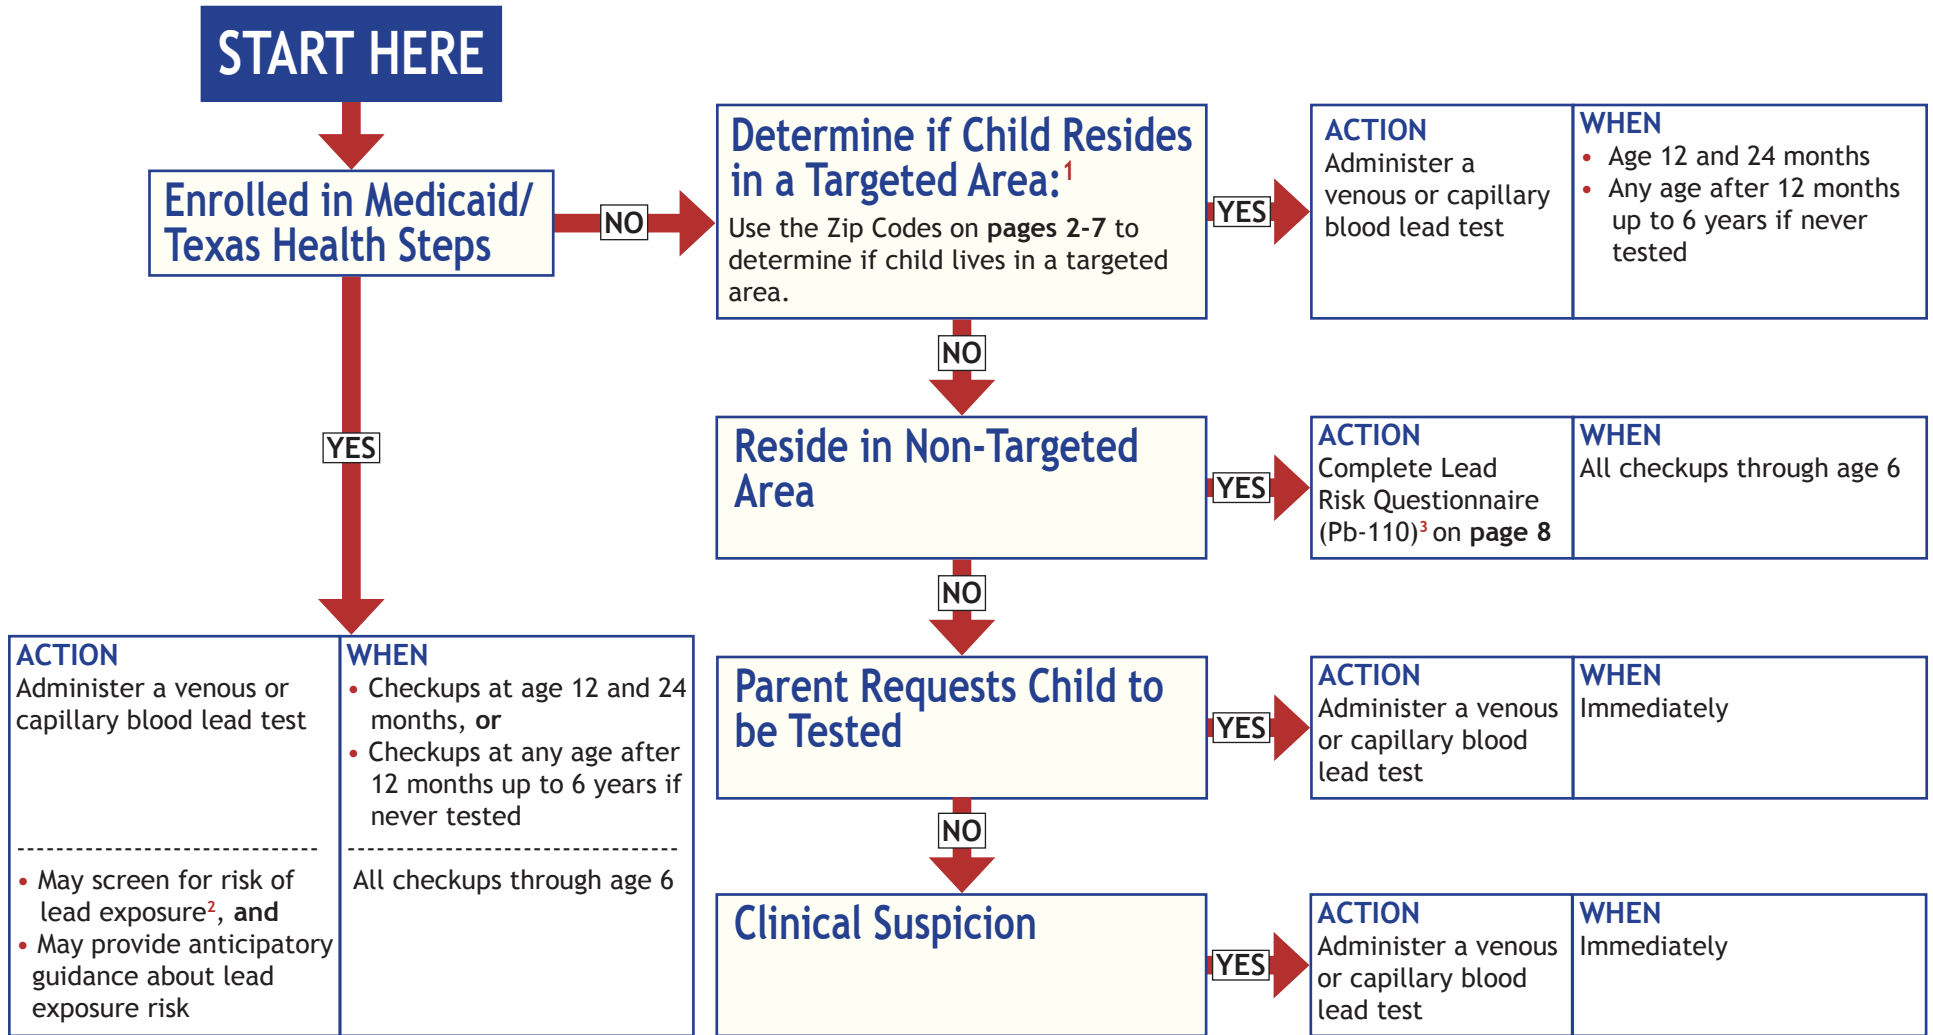 START HERE
Enrolled in Medicaid/
Texas Health Steps
NO
Determine if Child Resides
in a Targeted Area:1
Use the Zip Codes on pages 2-7 to
determine if child lives in a targeted
area.
YES
ACTION
Administer a
venous or capillary
blood lead test
WHEN
• Age 12 and 24 months
• Any age after 12 months
up to 6 years if never
tested
NO
Reside in Non-Targeted
Area
YES
ACTION
Complete Lead
Risk Questionnaire
(Pb-110)3 on page 8
WHEN
All checkups through age 6
NO
Parent Requests Child to
be Tested
YES
ACTION
Administer a venous
or capillary blood
lead test
WHEN
Immediately
NO
Clinical Suspicion
YES
ACTION
Administer a venous
or capillary blood
lead test
WHEN
Immediately
YES
ACTION
Administer a venous or
capillary blood lead test
WHEN
• Checkups at age 12 and 24
months, or
• Checkups at any age after
12 months up to 6 years if
never tested
• May screen for risk of
lead exposure2, and
• May provide anticipatory
guidance about lead
exposure risk
All checkups through age 6